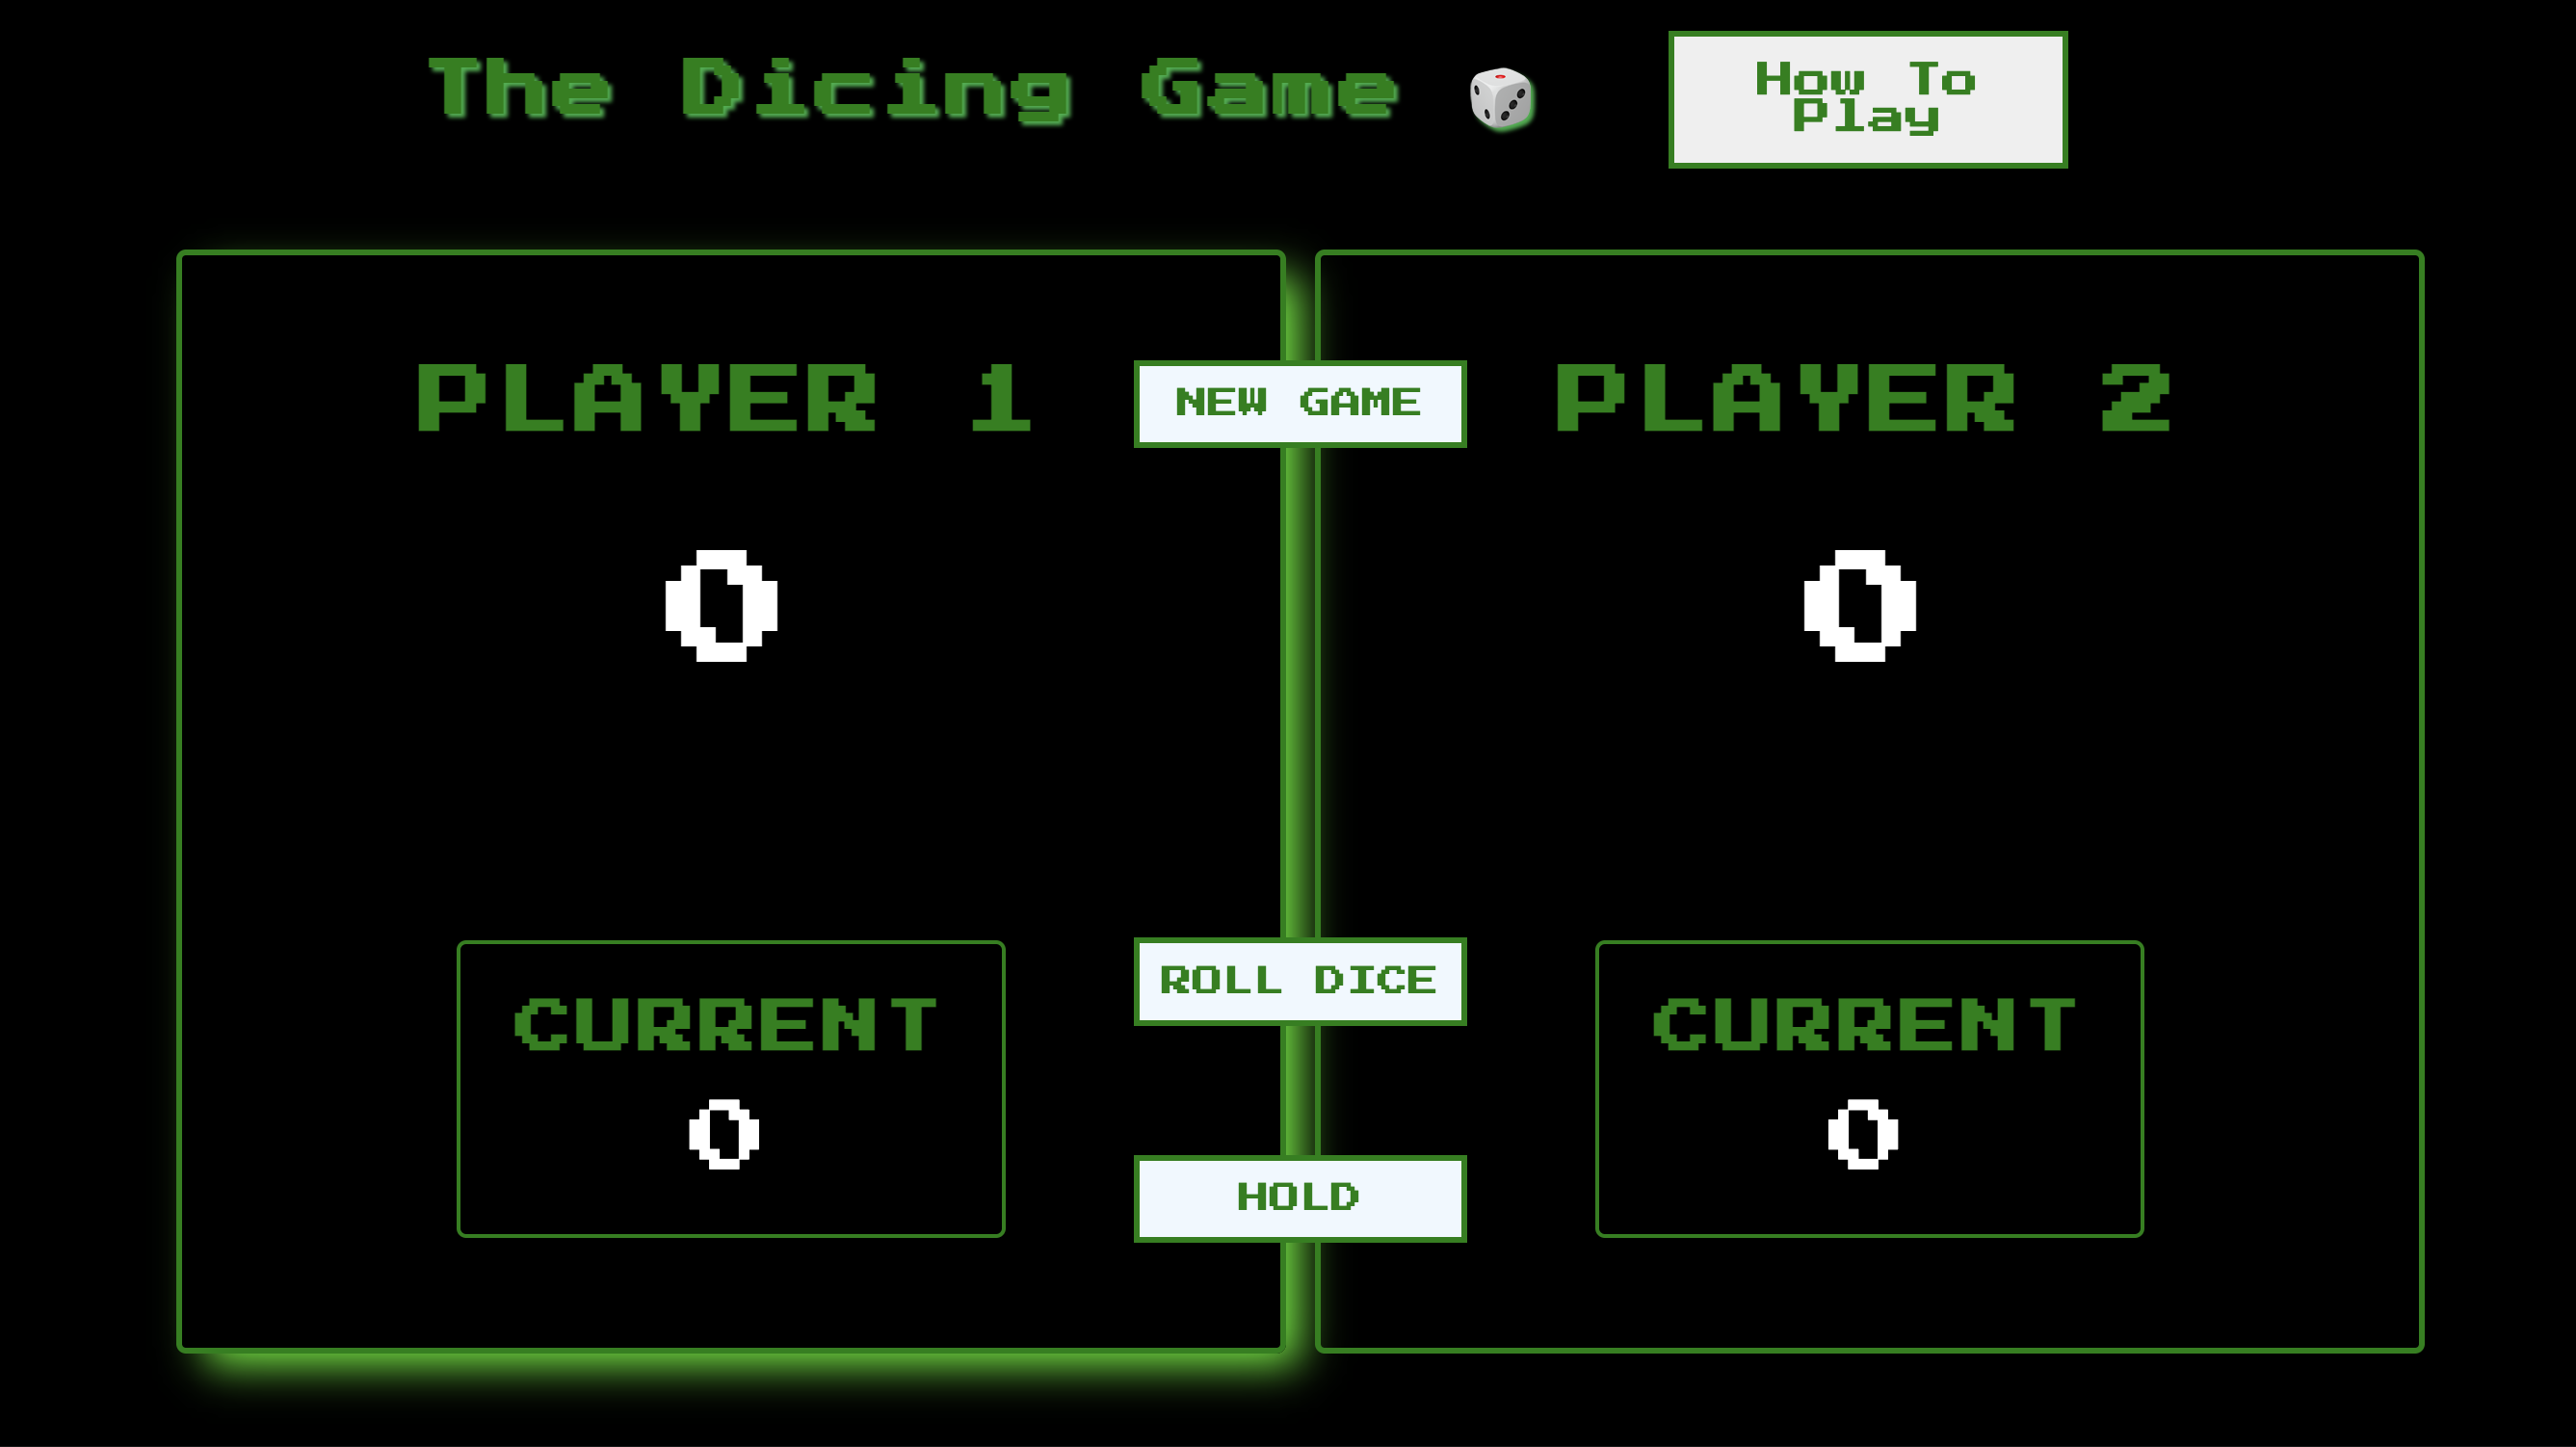 The Dicing Game
How To
Play
PLAYER 1
NEW GAME
PLAYER 2
0
0
ROLL DICE
CURRENT
0
CURRENT
0
HOLD